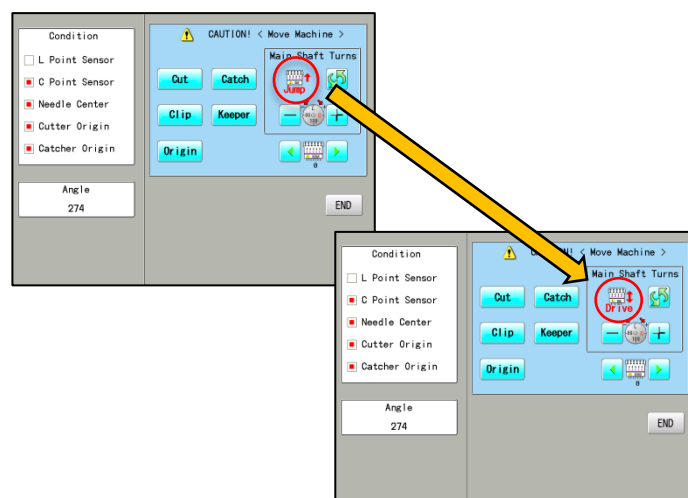 Condition
L Point Sensor
C Point Sensor
Needle Center
Cutter Origin
Catcher Origin
Angle
274
CAUTION! < Move Machine >
Main Shaft Turns
Cut
Catch
Jump
Clip
Keeper
Origin
0
END
Condition
L Point Sensor
C Point Sensor
Needle Center
Cutter Origin
Catcher Origin
Angle
274
< Move Machine >
Main Shaft Turns
Cut
Catch
Drive
Clip
Keeper
Origin
0
END